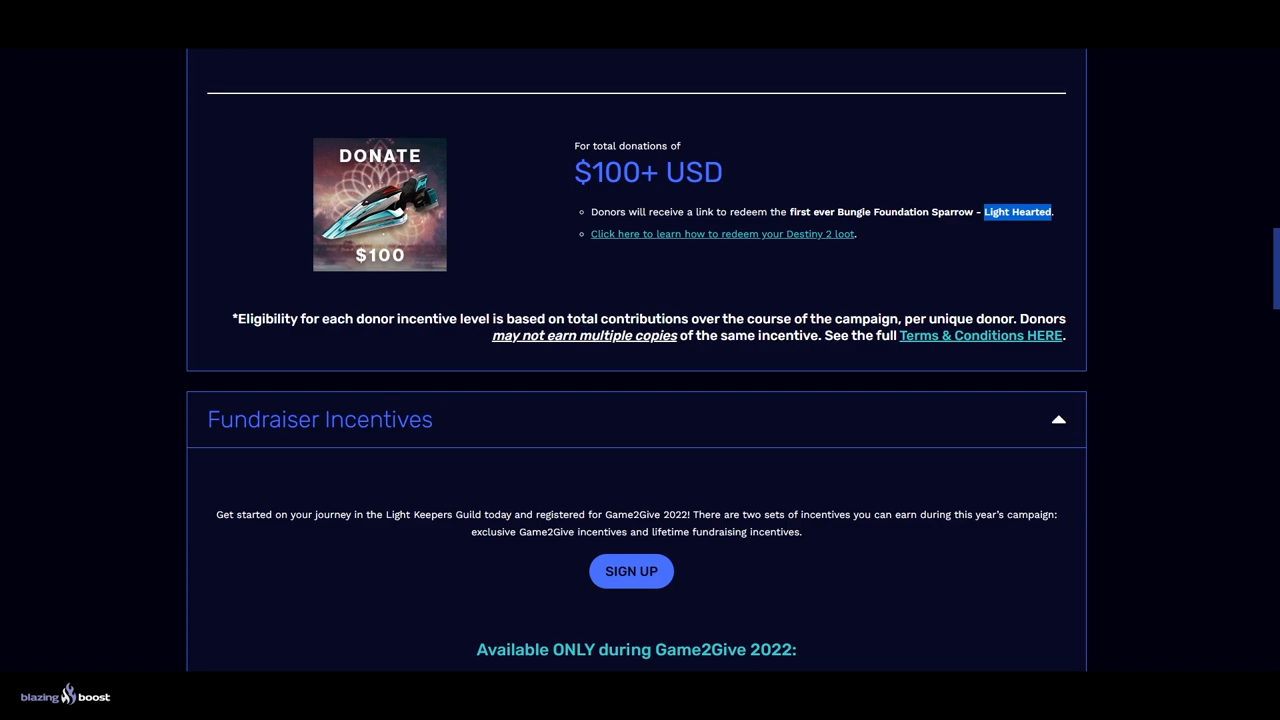 DONATE
$100
For total donations of
$100+ USD
Donors will receive a link to redeem the first ever Bungie Foundation Sparrow - Light Hearted.
Click here to learn how to redeem your Destiny 2 loot.
*Eligibility for each donor incentive level is based on total contributions over the course of the campaign, per unique donor. Donors
may not earn multiple copies of the same incentive. See the full Terms & Conditions HERE.
Fundraiser Incentives
Get started on your journey in the Light Keepers Guild today and registered for Game2Give 2022! There are two sets of incentives you can earn during this year's campaign:
exclusive Game2Give incentives and lifetime fundraising incentives.
SIGN UP
Available ONLY during Game2Give 2022:
blazing boost